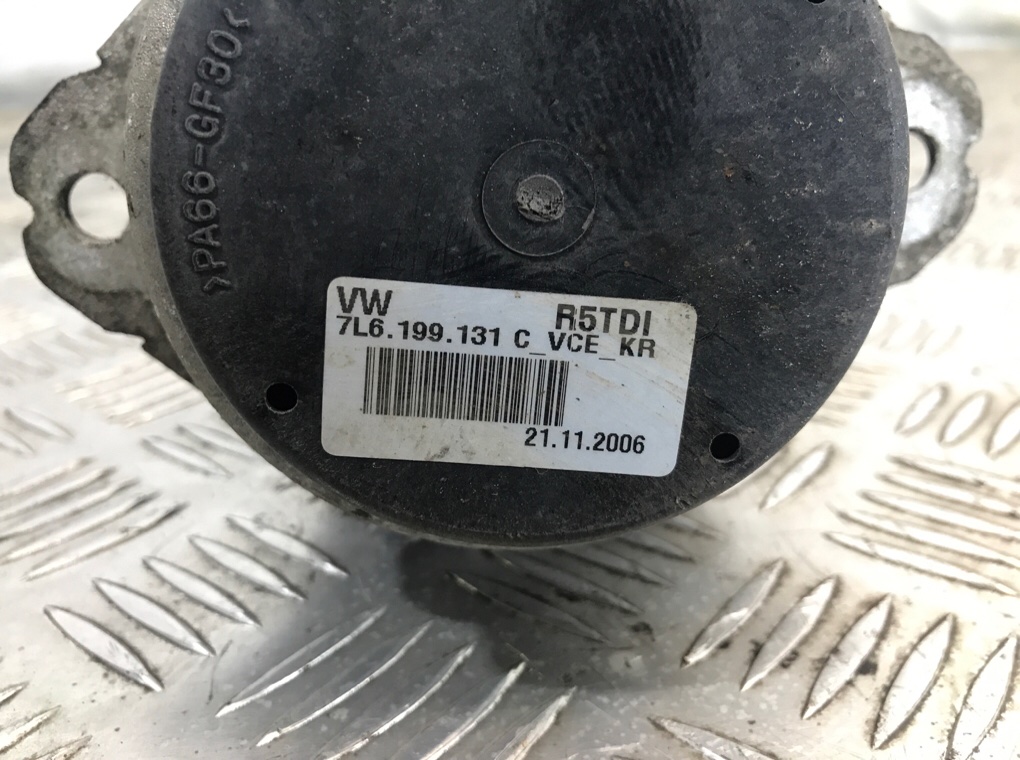 >PA66-GF30<
VW R5TDI
7L6.199.131 C_VCE_KR
21.11.2006